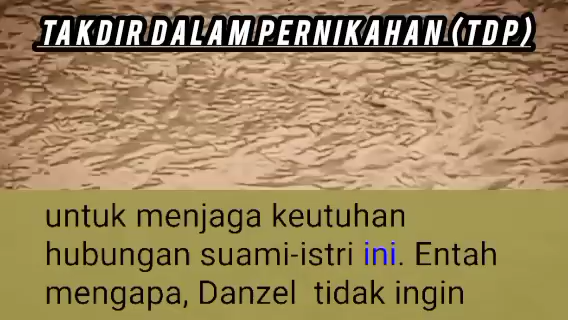 TAKDIR DALAM PERNIKAHAN (TDP)
untuk menjaga keutuhan
hubungan suami-istri ini. Entah
mengapa, Danzel tidak ingin